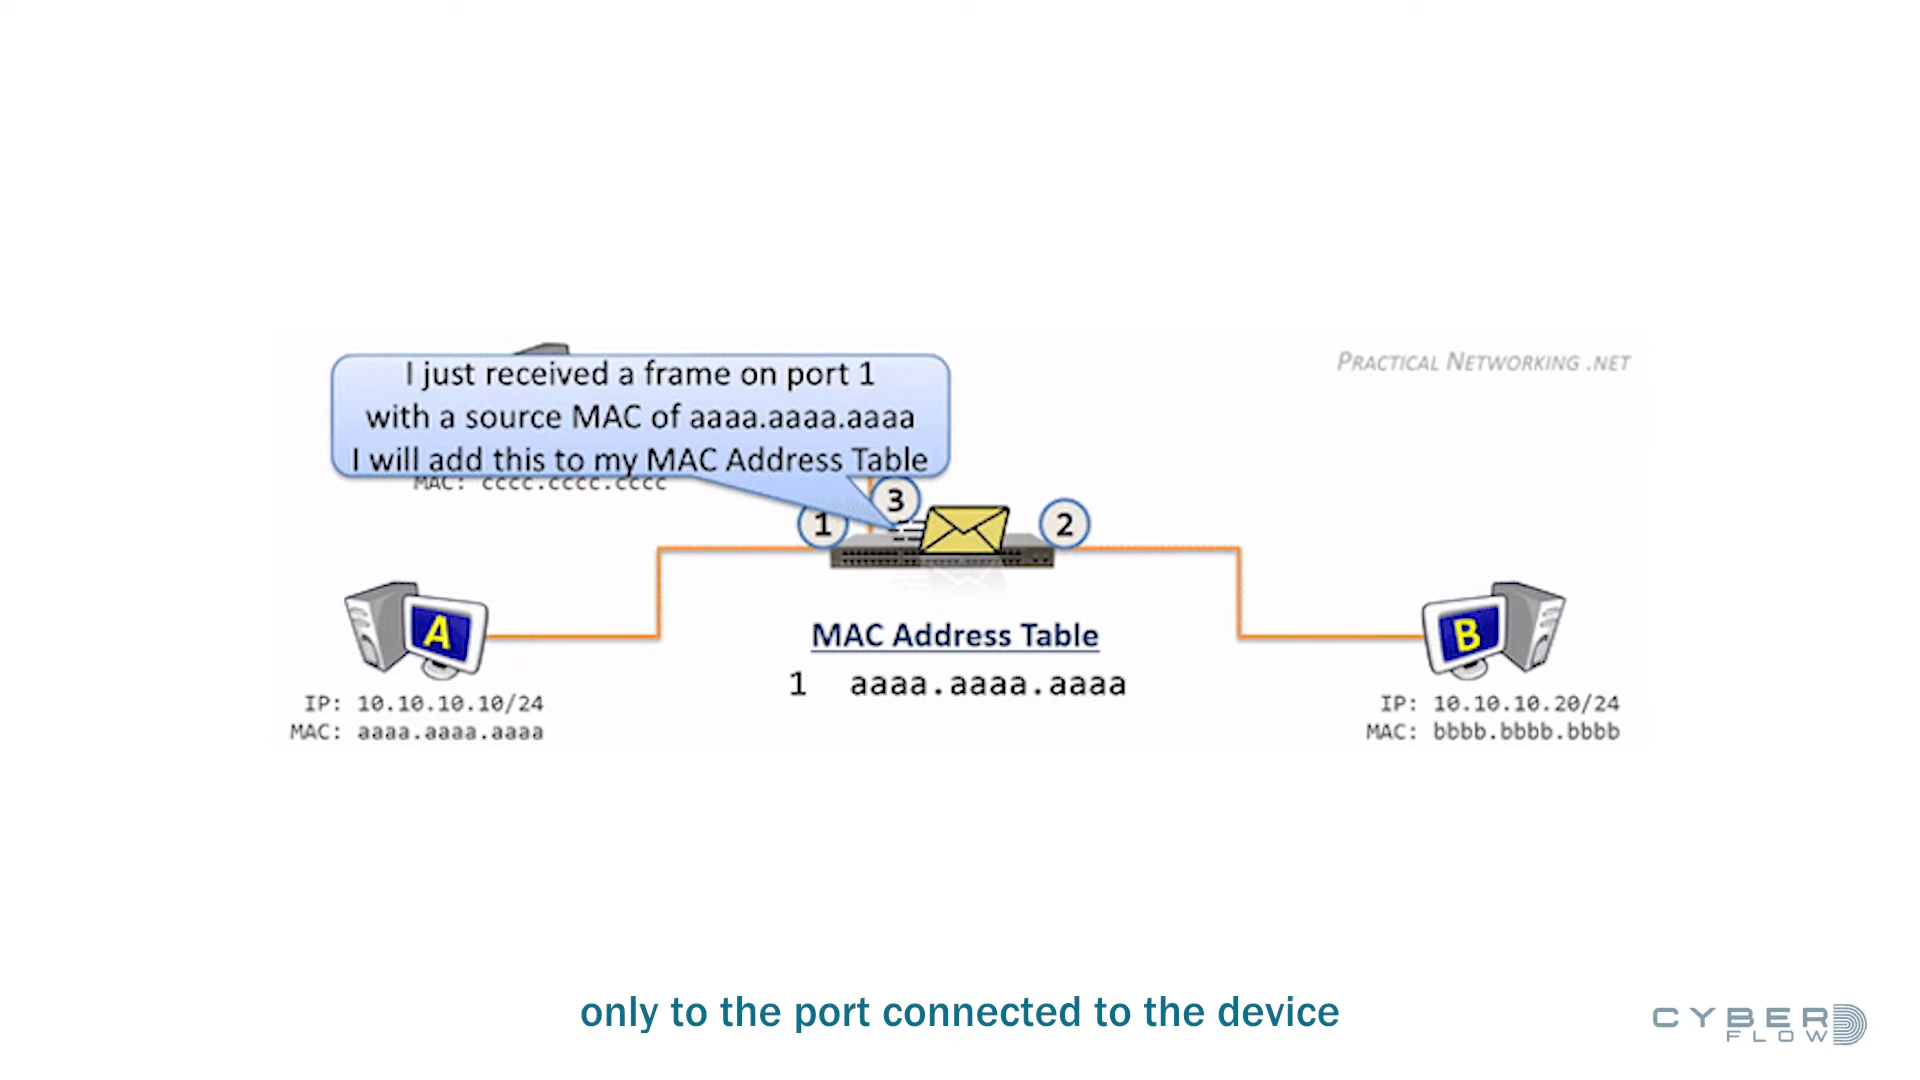 PRACTICAL NETWORKING .NET
I just received a frame on port 1
with a source MAC of aaaa.aaaa.aaaa
I will add this to my MAC Address Table
MAC: cccc.cccc.cccc
3
1
2
A
B
MAC Address Table
1 aaaa.aaaa.aaaa
IP: 10.10.10.10/24
MAC: aaaa.aaaa.aaaa
IP: 10.10.10.20/24
MAC: bbbb.bbbb.bbbb
only to the port connected to the device
CYBER
FLOW